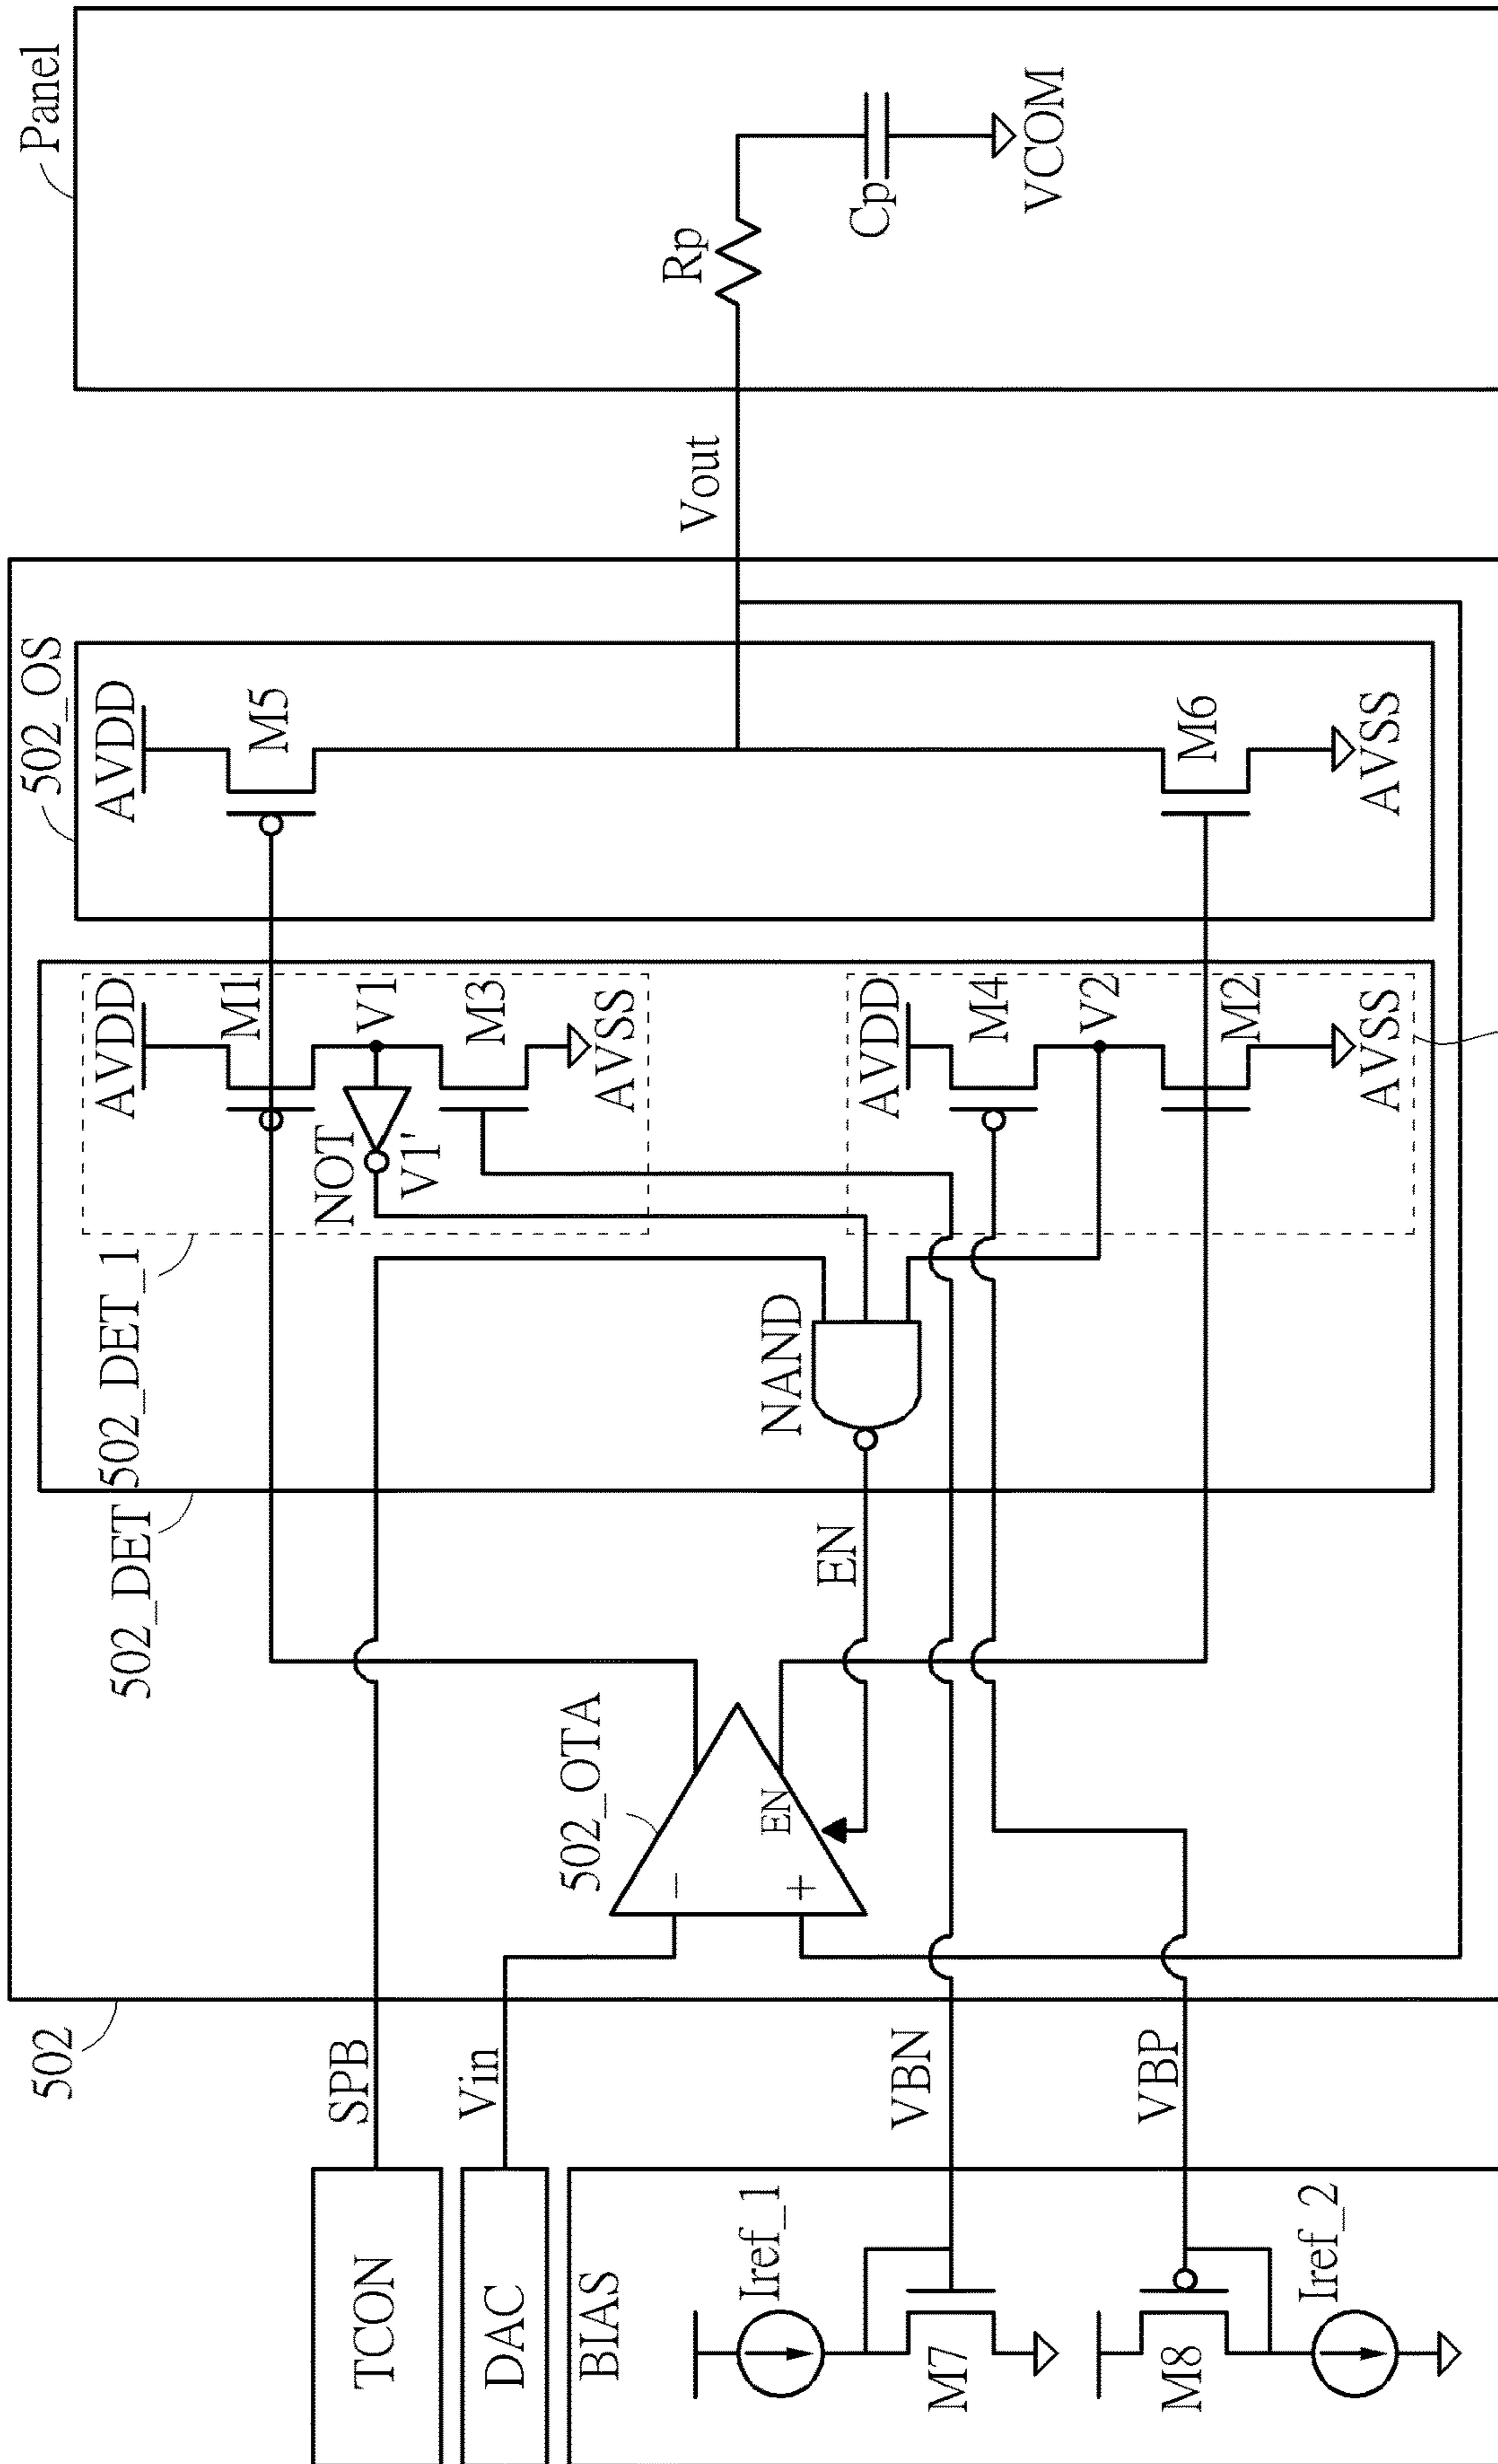 TCON
DAC
BIAS
Iref_1
M7
M8
Iref_2
SPB
Vin
VBN
VBP
502
502_OTA
−
+
EN
EN
502_DET
502_DET_1
NAND
AVDD
M1
NOT
V1
V1'
M3
AVSS
AVDD
M4
V2
M2
AVSS
502_OS
AVDD
M5
M6
AVSS
Vout
Panel
Rp
Cp
VCOM